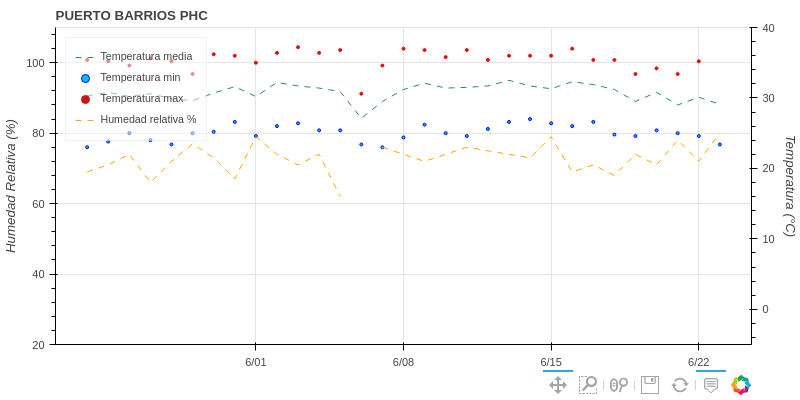 PUERTO BARRIOS PHC
Temperatura media
Temperatura min
Temperatura max
Humedad relativa %
Humedad Relativa (%)
100
80
60
40
20
Temperatura (°C)
40
30
20
10
0
6/01
6/08
6/15
6/22